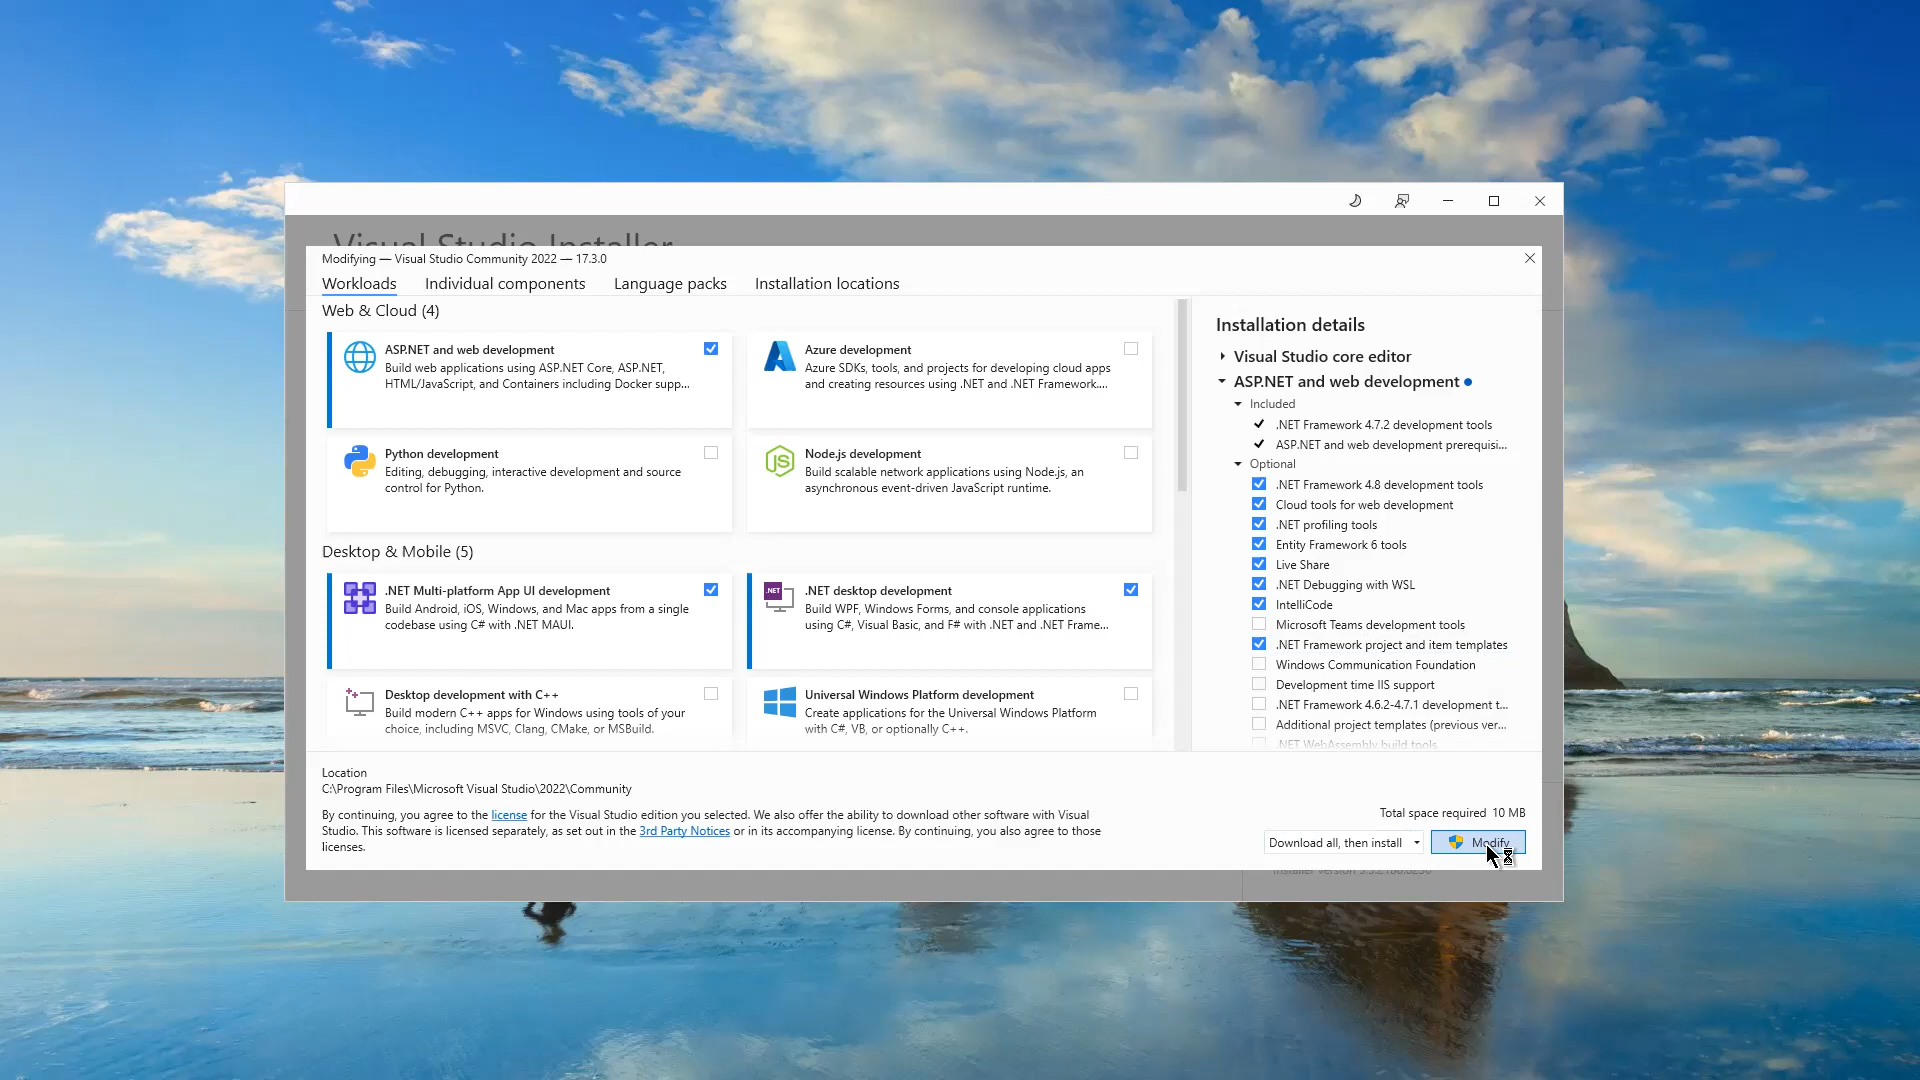 Visual Studio Installer
Modifying — Visual Studio Community 2022 — 17.3.0
Workloads
Individual components
Language packs
Installation locations
Web & Cloud (4)
ASP.NET and web development
Build web applications using ASP.NET Core, ASP.NET,
HTML/JavaScript, and Containers including Docker supp...
Azure development
Azure SDKs, tools, and projects for developing cloud apps
and creating resources using .NET and .NET Framework....
Python development
Editing, debugging, interactive development and source
control for Python.
Node.js development
Build scalable network applications using Node.js, an
asynchronous event-driven JavaScript runtime.
Desktop & Mobile (5)
.NET Multi-platform App UI development
Build Android, iOS, Windows, and Mac apps from a single
codebase using C# with .NET MAUI.
.NET desktop development
Build WPF, Windows Forms, and console applications
using C#, Visual Basic, and F# with .NET and .NET Frame...
Desktop development with C++
Build modern C++ apps for Windows using tools of your
choice, including MSVC, Clang, CMake, or MSBuild.
Universal Windows Platform development
Create applications for the Universal Windows Platform
with C#, VB, or optionally C++.
Installation details
Visual Studio core editor
ASP.NET and web development
Included
.NET Framework 4.7.2 development tools
ASP.NET and web development prerequisi...
Optional
.NET Framework 4.8 development tools
Cloud tools for web development
.NET profiling tools
Entity Framework 6 tools
Live Share
.NET Debugging with WSL
IntelliCode
Microsoft Teams development tools
.NET Framework project and item templates
Windows Communication Foundation
Development time IIS support
.NET Framework 4.6.2-4.7.1 development t...
Additional project templates (previous ver...
.NET WebAssembly build tools
Location
C:\Program Files\Microsoft Visual Studio\2022\Community
By continuing, you agree to the license for the Visual Studio edition you selected. We also offer the ability to download other software with Visual
Studio. This software is licensed separately, as set out in the 3rd Party Notices or in its accompanying license. By continuing, you also agree to those
licenses.
Total space required 10 MB
Download all, then install
Modify
Installer version